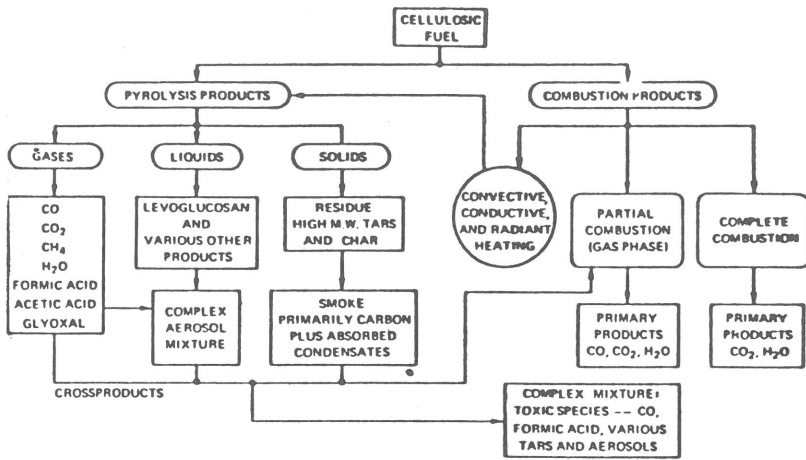 CELLULOSIC
FUEL
PYROLYSIS PRODUCTS
COMBUSTION PRODUCTS
GASES
LIQUIDS
SOLIDS
CO
CO2
CH4
H2O
FORMIC ACID
ACETIC ACID
GLYOXAL
LEVOGLUCOSAN
AND
VARIOUS OTHER
PRODUCTS
RESIDUE
HIGH M.W. TARS
AND CHAR
CONVECTIVE,
CONDUCTIVE,
AND RADIANT
HEATING
PARTIAL
COMBUSTION
(GAS PHASE)
COMPLETE
COMBUSTION
COMPLEX
AEROSOL
MIXTURE
SMOKE
PRIMARILY CARBON
PLUS ABSORBED
CONDENSATES
PRIMARY
PRODUCTS
CO, CO2, H2O
PRIMARY
PRODUCTS
CO2, H2O
CROSSPRODUCTS
COMPLEX MIXTURE:
TOXIC SPECIES -- CO,
FORMIC ACID, VARIOUS
TARS AND AEROSOLS